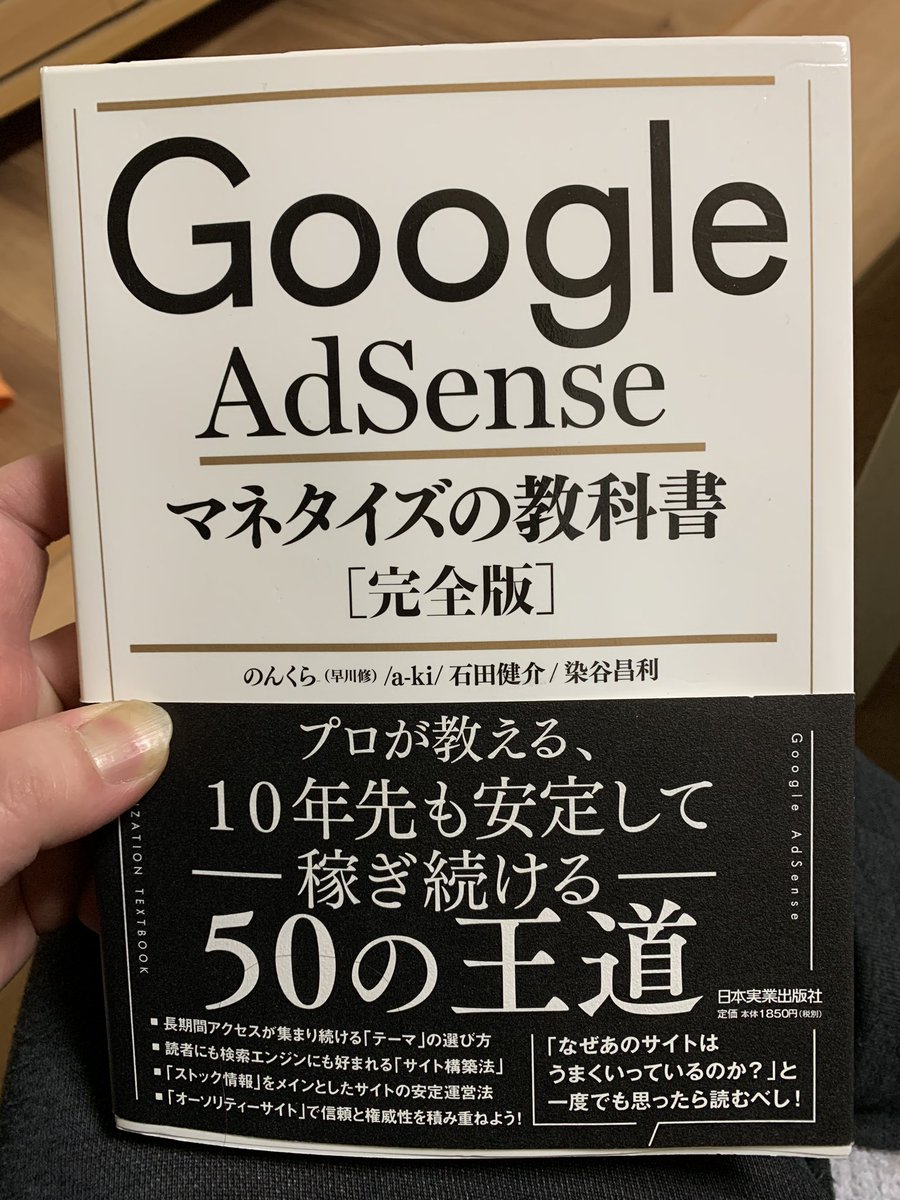 Google
AdSense
マネタイズの教科書
［完全版］
のんくら（早川修）/a-ki/石田健介/染谷昌利
プロが教える、
10年先も安定して
稼ぎ続ける
50の王道
Google AdSense
TEXTBOOK
日本実業出版社
定価 本体1850円（税別）
■長期間アクセスが集まり続ける「テーマ」の選び方
■読者にも検索エンジンにも好まれる「サイト構築法」
■「ストック情報」をメインとしたサイトの安定運営法
■「オーソリティーサイト」で信頼と権威性を積み重ねよう!
「なぜあのサイトは
うまくいっているのか?」と
一度でも思ったら読むべし!